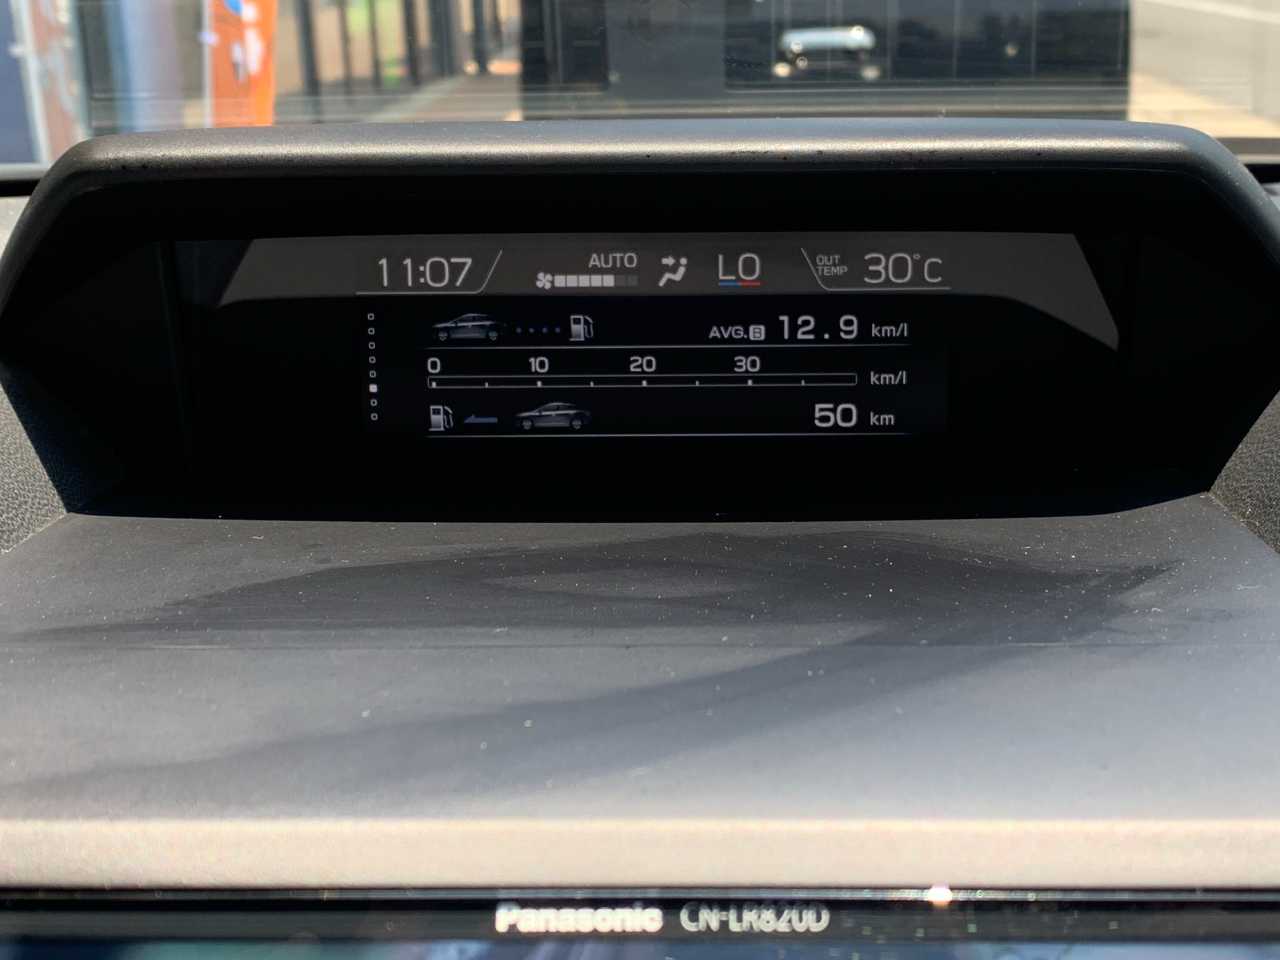 11:07 AUTO LO OUT TEMP 30°C
AVG.B 12.9 km/l
0 10 20 30
km/l
50 km
Panasonic CN-LR820D